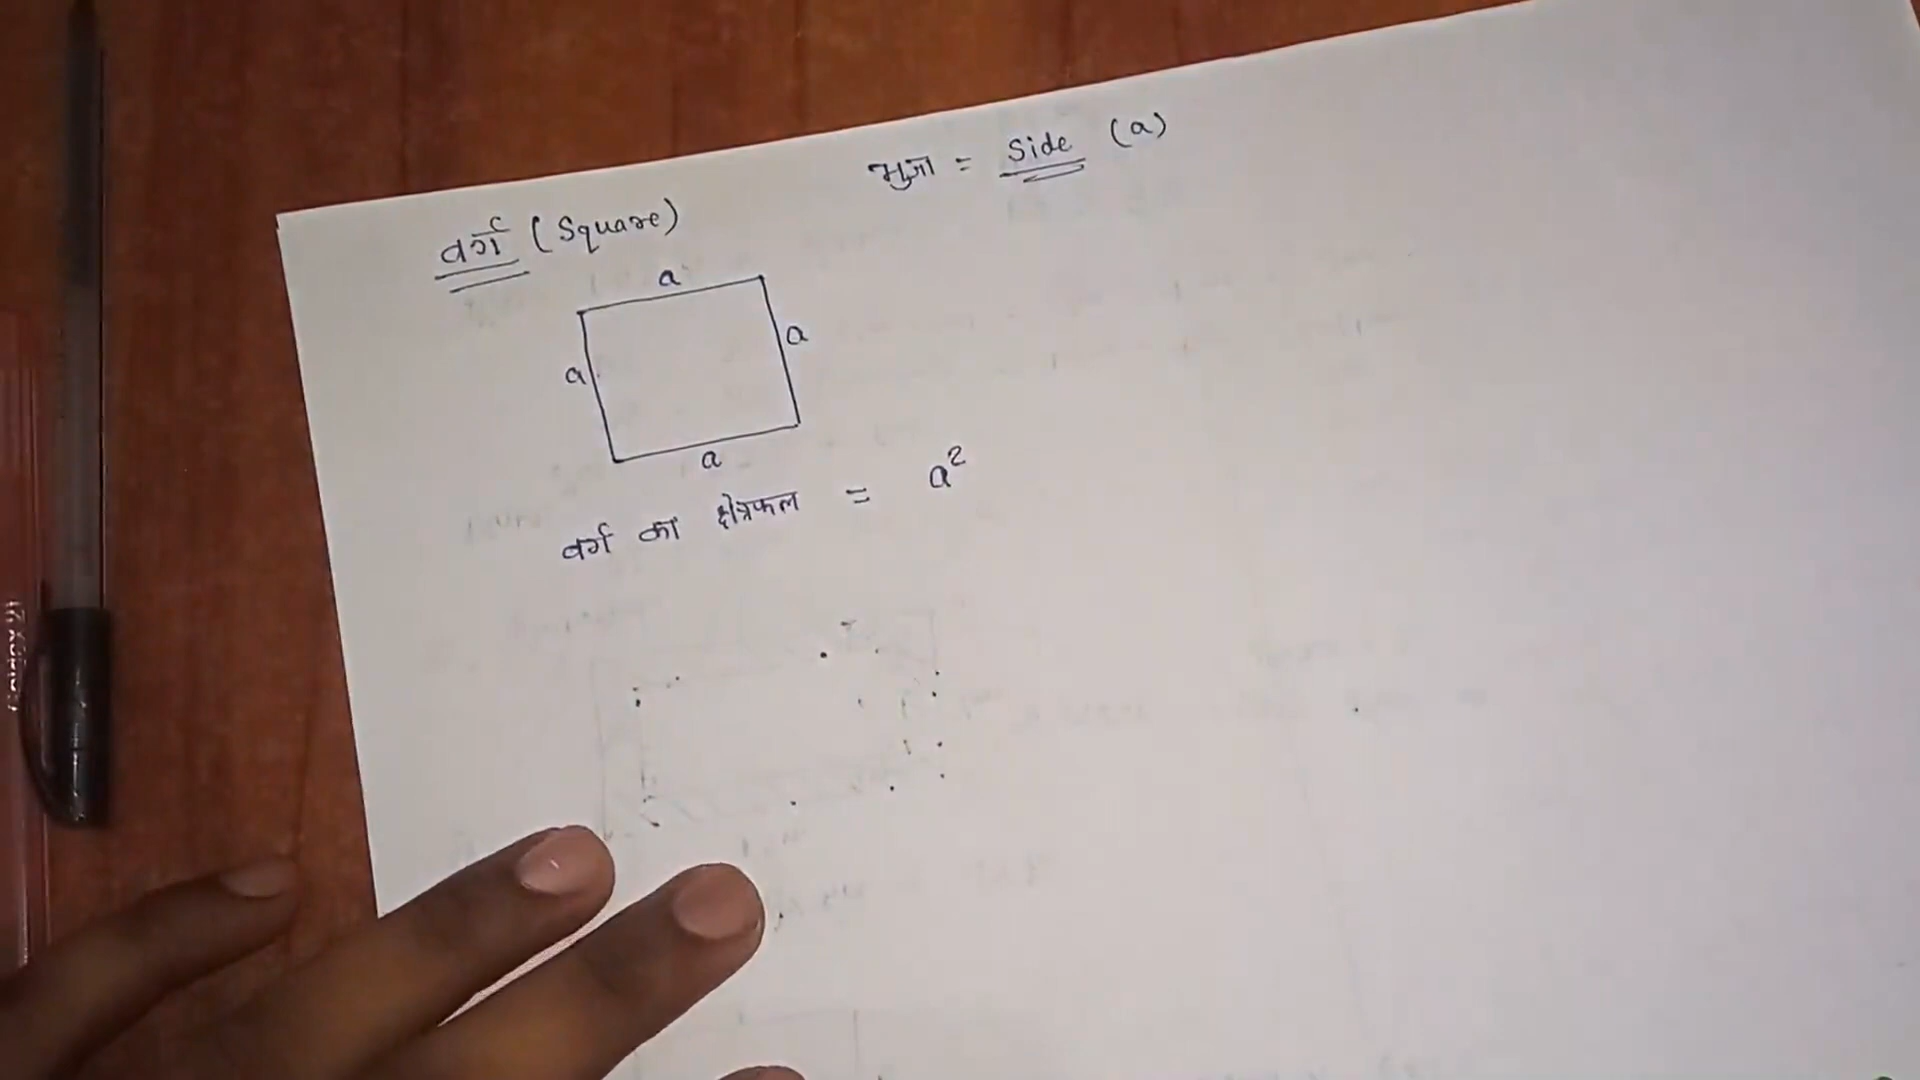 भुजा = Side (a)
वर्ग (Square)
a
a
a
a
वर्ग का क्षेत्रफल = a²